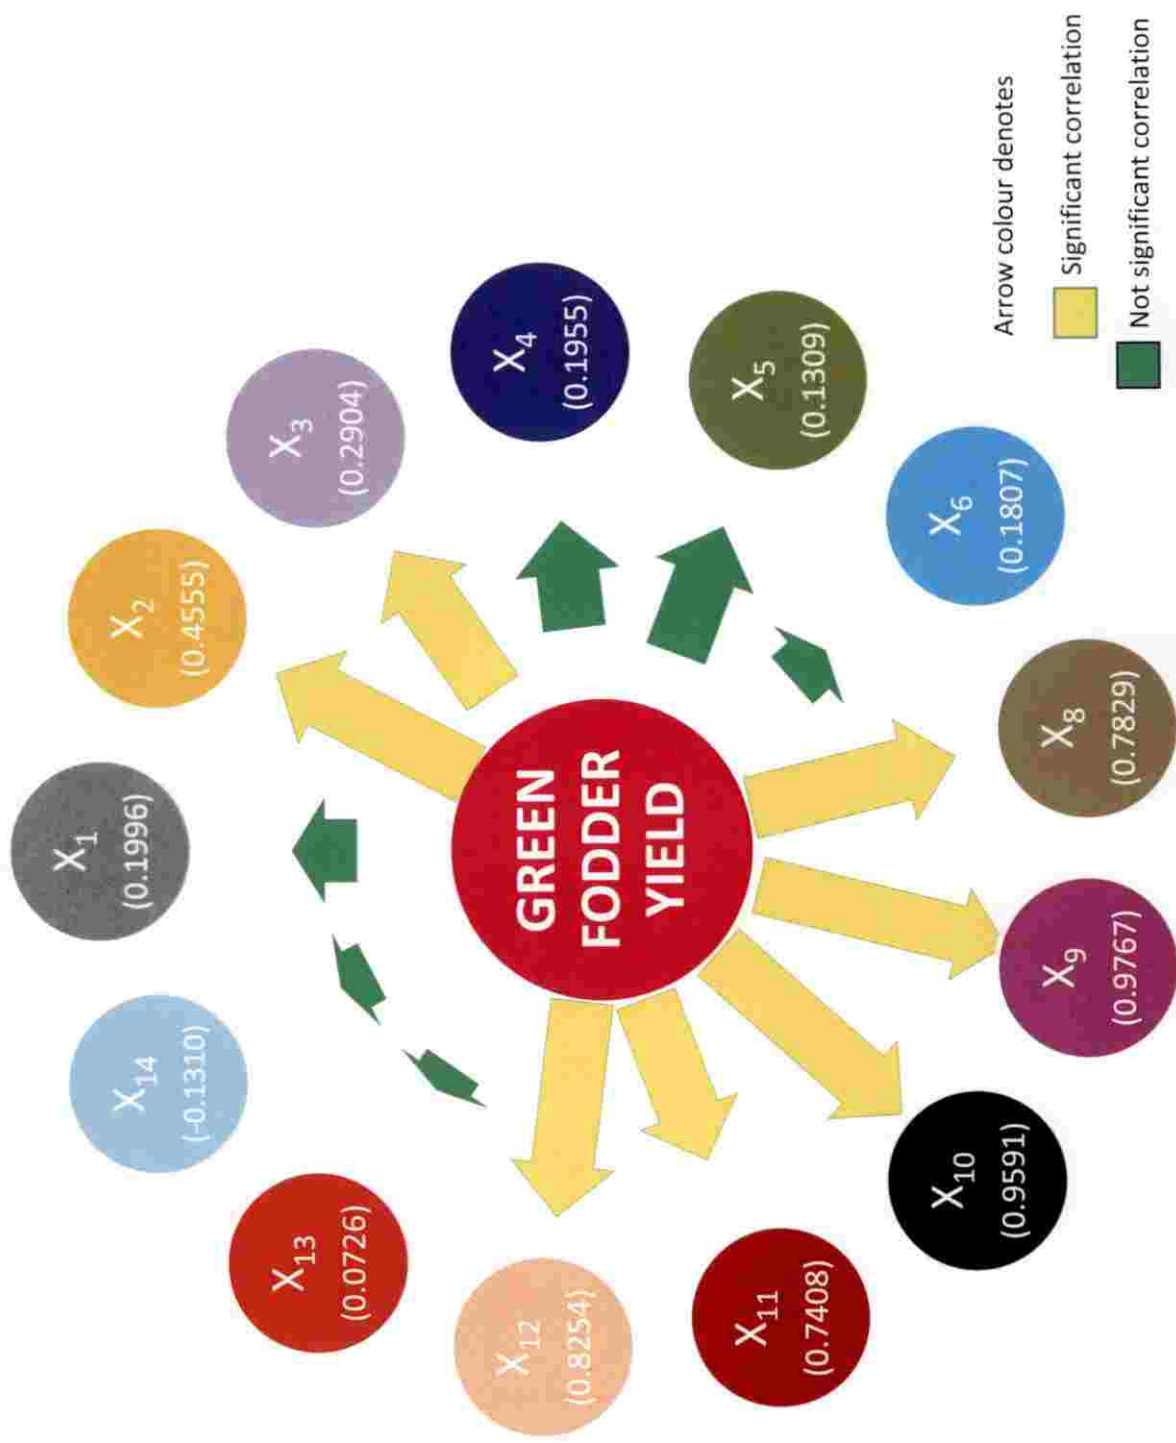 GREEN
FODDER
YIELD
X1
(0.1996)
X2
(0.4555)
X3
(0.2904)
X4
(0.1955)
X5
(0.1309)
X6
(0.1807)
X8
(0.7829)
X9
(0.9767)
X10
(0.9591)
X11
(0.7408)
X12
(0.8254)
X13
(0.0726)
X14
(-0.1310)
Arrow colour denotes
Significant correlation
Not significant correlation